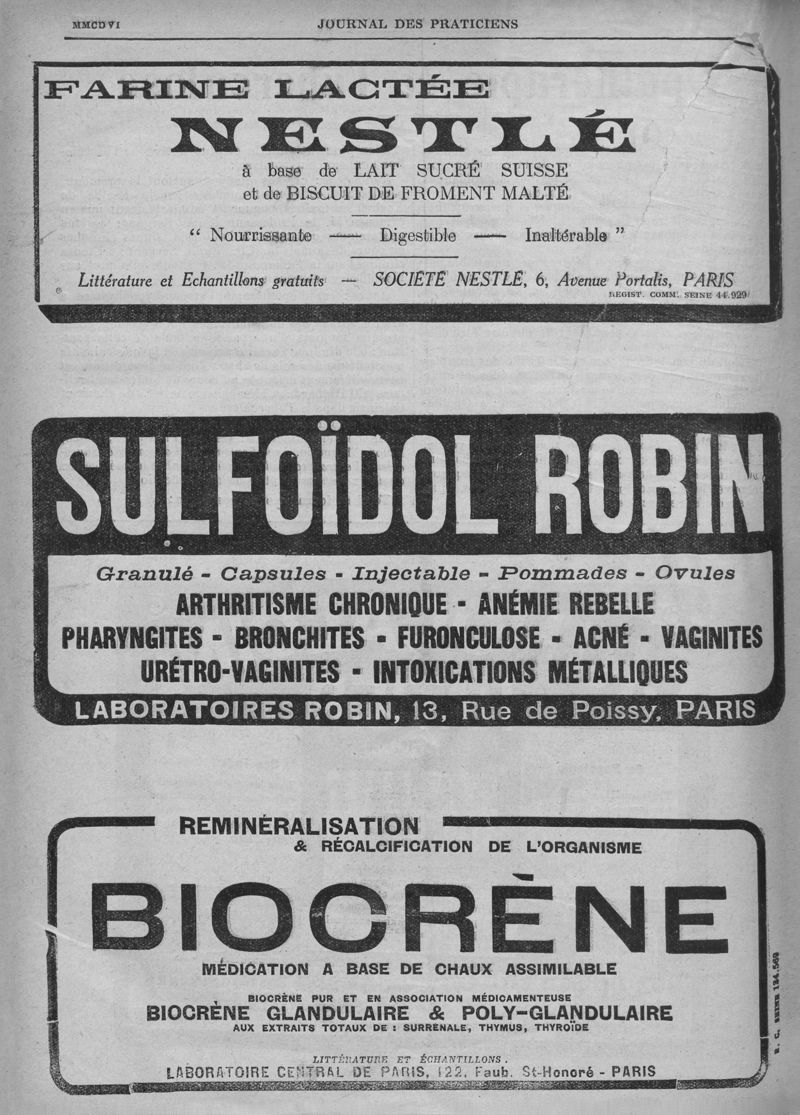 MMCDVI
JOURNAL DES PRATICIENS
FARINE LACTÉE
NESTLÉ
à base de LAIT SUCRÉ SUISSE
et de BISCUIT DE FROMENT MALTÉ
“ Nourrissante — Digestible — Inaltérable ”
Littérature et Echantillons gratuits — SOCIÉTÉ NESTLÉ, 6, Avenue Portalis, PARIS
REGIST. COMM. SEINE 44.929
SULFOÏDOL ROBIN
Granulé - Capsules - Injectable - Pommades - Ovules
ARTHRITISME CHRONIQUE - ANÉMIE REBELLE
PHARYNGITES - BRONCHITES - FURONCULOSE - ACNÉ - VAGINITES
URÉTRO-VAGINITES - INTOXICATIONS MÉTALLIQUES
LABORATOIRES ROBIN, 13, Rue de Poissy, PARIS
REMINÉRALISATION
& RÉCALCIFICATION DE L'ORGANISME
BIOCRÈNE
MÉDICATION A BASE DE CHAUX ASSIMILABLE
BIOCRÈNE PUR ET EN ASSOCIATION MÉDICAMENTEUSE
BIOCRÈNE GLANDULAIRE & POLY-GLANDULAIRE
AUX EXTRAITS TOTAUX DE : SURRÉNALE, THYMUS, THYROÏDE
LITTÉRATURE ET ÉCHANTILLONS.
LABORATOIRE CENTRAL DE PARIS, 122, Faub. St-Honoré - PARIS
R. C. SEINE 124.569